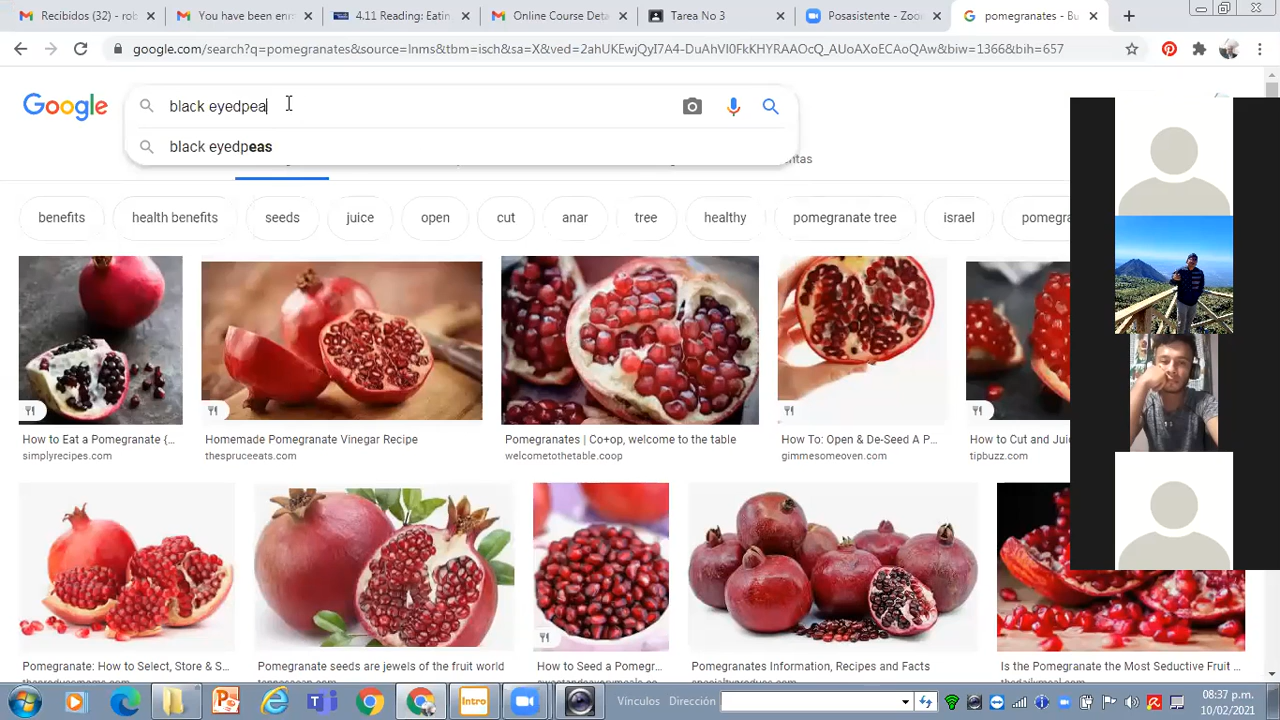 Recibidos (32) - rob
You have been enr
4.11 Reading: Eatin
Online Course Deta
Tarea No 3
Posasistente - Zoo
pomegranates - Bu
google.com/search?q=pomegranates&source=lnms&tbm=isch&sa=X&ved=2ahUKEwjQyI7A4-DuAhVI0FkKHYRAAOcQ_AUoAXoECAoQAw&biw=1366&bih=657
Google
black eyedpea
black eyedpeas
entas
benefits
health benefits
seeds
juice
open
cut
anar
tree
healthy
pomegranate tree
israel
pomegra
How to Eat a Pomegranate {...
simplyrecipes.com
Homemade Pomegranate Vinegar Recipe
thespruceeats.com
Pomegranates | Co+op, welcome to the table
welcometothetable.coop
How To: Open & De-Seed A P...
gimmesomeoven.com
How to Cut and Juic
tipbuzz.com
Pomegranate: How to Select, Store & S...
Pomegranate seeds are jewels of the fruit world
How to Seed a Pomegr...
Pomegranates Information, Recipes and Facts
Is the Pomegranate the Most Seductive Fruit ...
Intro
Vínculos
Dirección
08:37 p.m.
10/02/2021